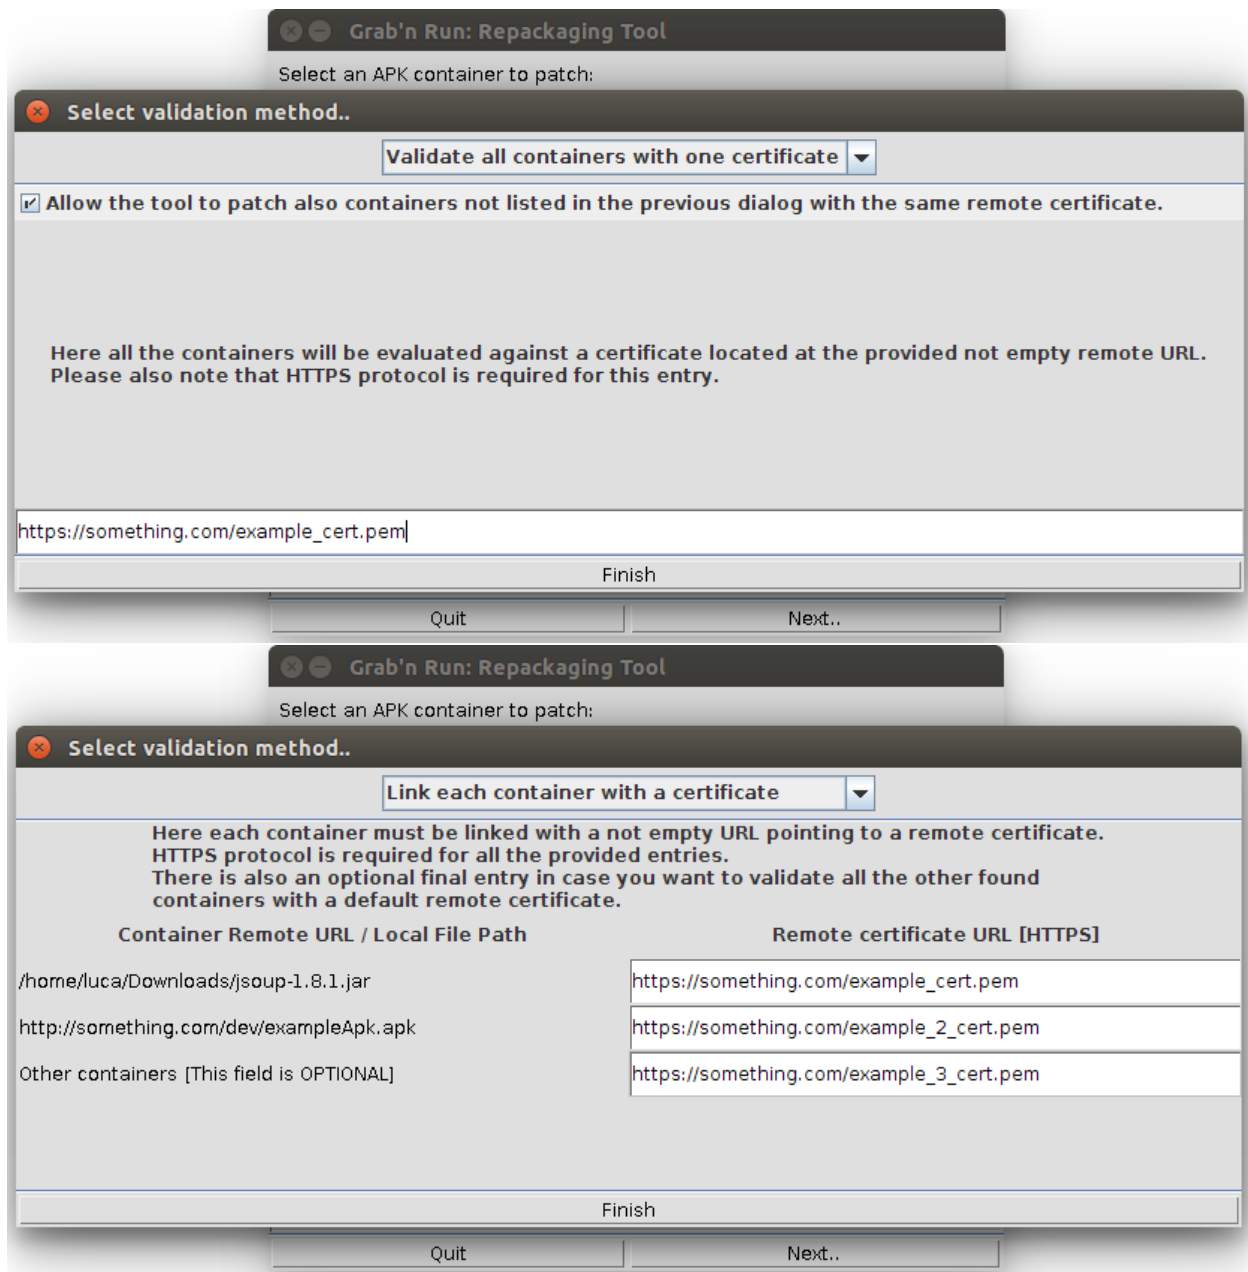 Grab'n Run: Repackaging Tool
Select an APK container to patch:
Select validation method..
Validate all containers with one certificate
Allow the tool to patch also containers not listed in the previous dialog with the same remote certificate.
Here all the containers will be evaluated against a certificate located at the provided not empty remote URL.
Please also note that HTTPS protocol is required for this entry.
https://something.com/example_cert.pem
Finish
Quit Next..
Grab'n Run: Repackaging Tool
Select an APK container to patch:
Select validation method..
Link each container with a certificate
Here each container must be linked with a not empty URL pointing to a remote certificate.
HTTPS protocol is required for all the provided entries.
There is also an optional final entry in case you want to validate all the other found
containers with a default remote certificate.
Container Remote URL / Local File Path Remote certificate URL [HTTPS]
/home/luca/Downloads/jsoup-1.8.1.jar https://something.com/example_cert.pem
http://something.com/dev/exampleApk.apk https://something.com/example_2_cert.pem
Other containers [This field is OPTIONAL] https://something.com/example_3_cert.pem
Finish
Quit Next..